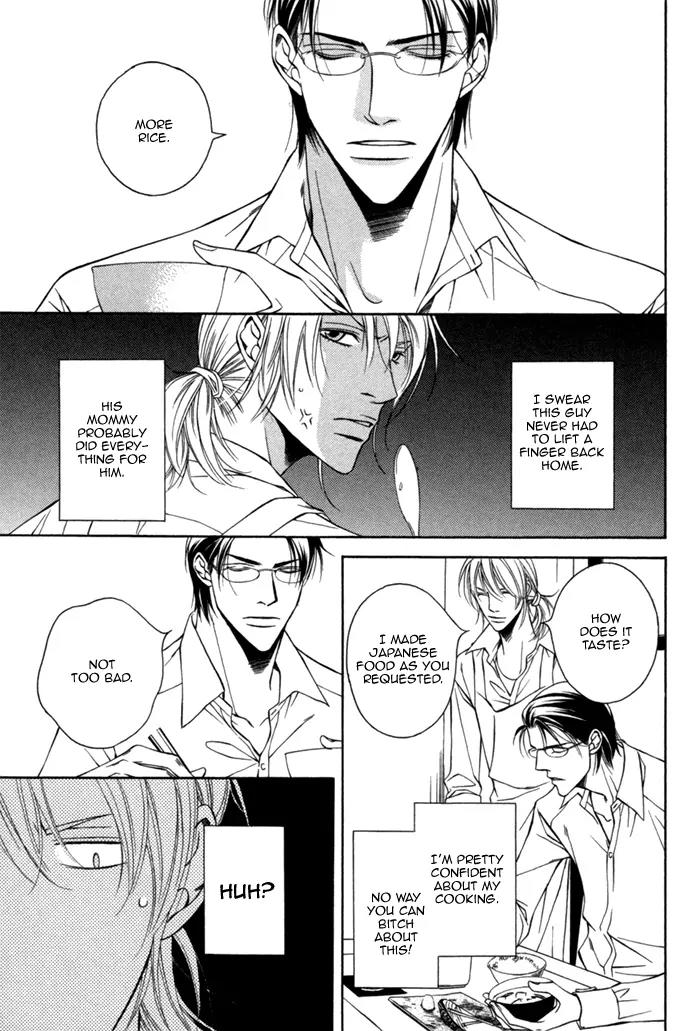 MORE
RICE.
I SWEAR
THIS GUY
NEVER HAD
TO LIFT A
FINGER BACK
HOME.
HIS
MOMMY
PROBABLY
DID EVERY-
THING FOR
HIM.
HOW
DOES IT
TASTE?
I MADE
JAPANESE
FOOD AS YOU
REQUESTED.
I'M PRETTY
CONFIDENT
ABOUT MY
COOKING.
NO WAY
YOU CAN
BITCH
ABOUT
THIS!
NOT
TOO BAD.
HUH?